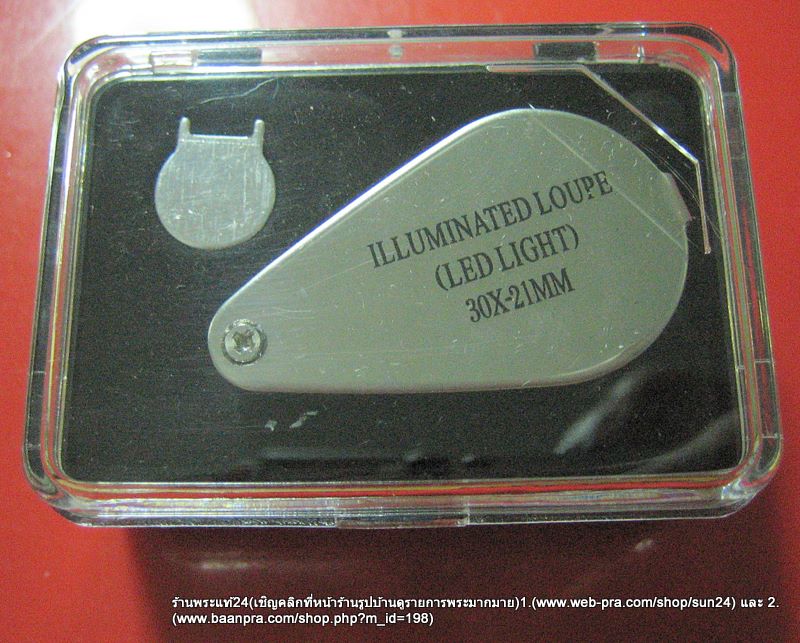 ILLUMINATED LOUPE
(LED LIGHT)
30X-21MM
ร้านพระแท้24(เชิญคลิกที่หน้าร้านรูปบ้านดูรายการพระมากมาย)1.(www.web-pra.com/shop/sun24) และ 2.
(www.baanpra.com/shop.php?m_id=198)